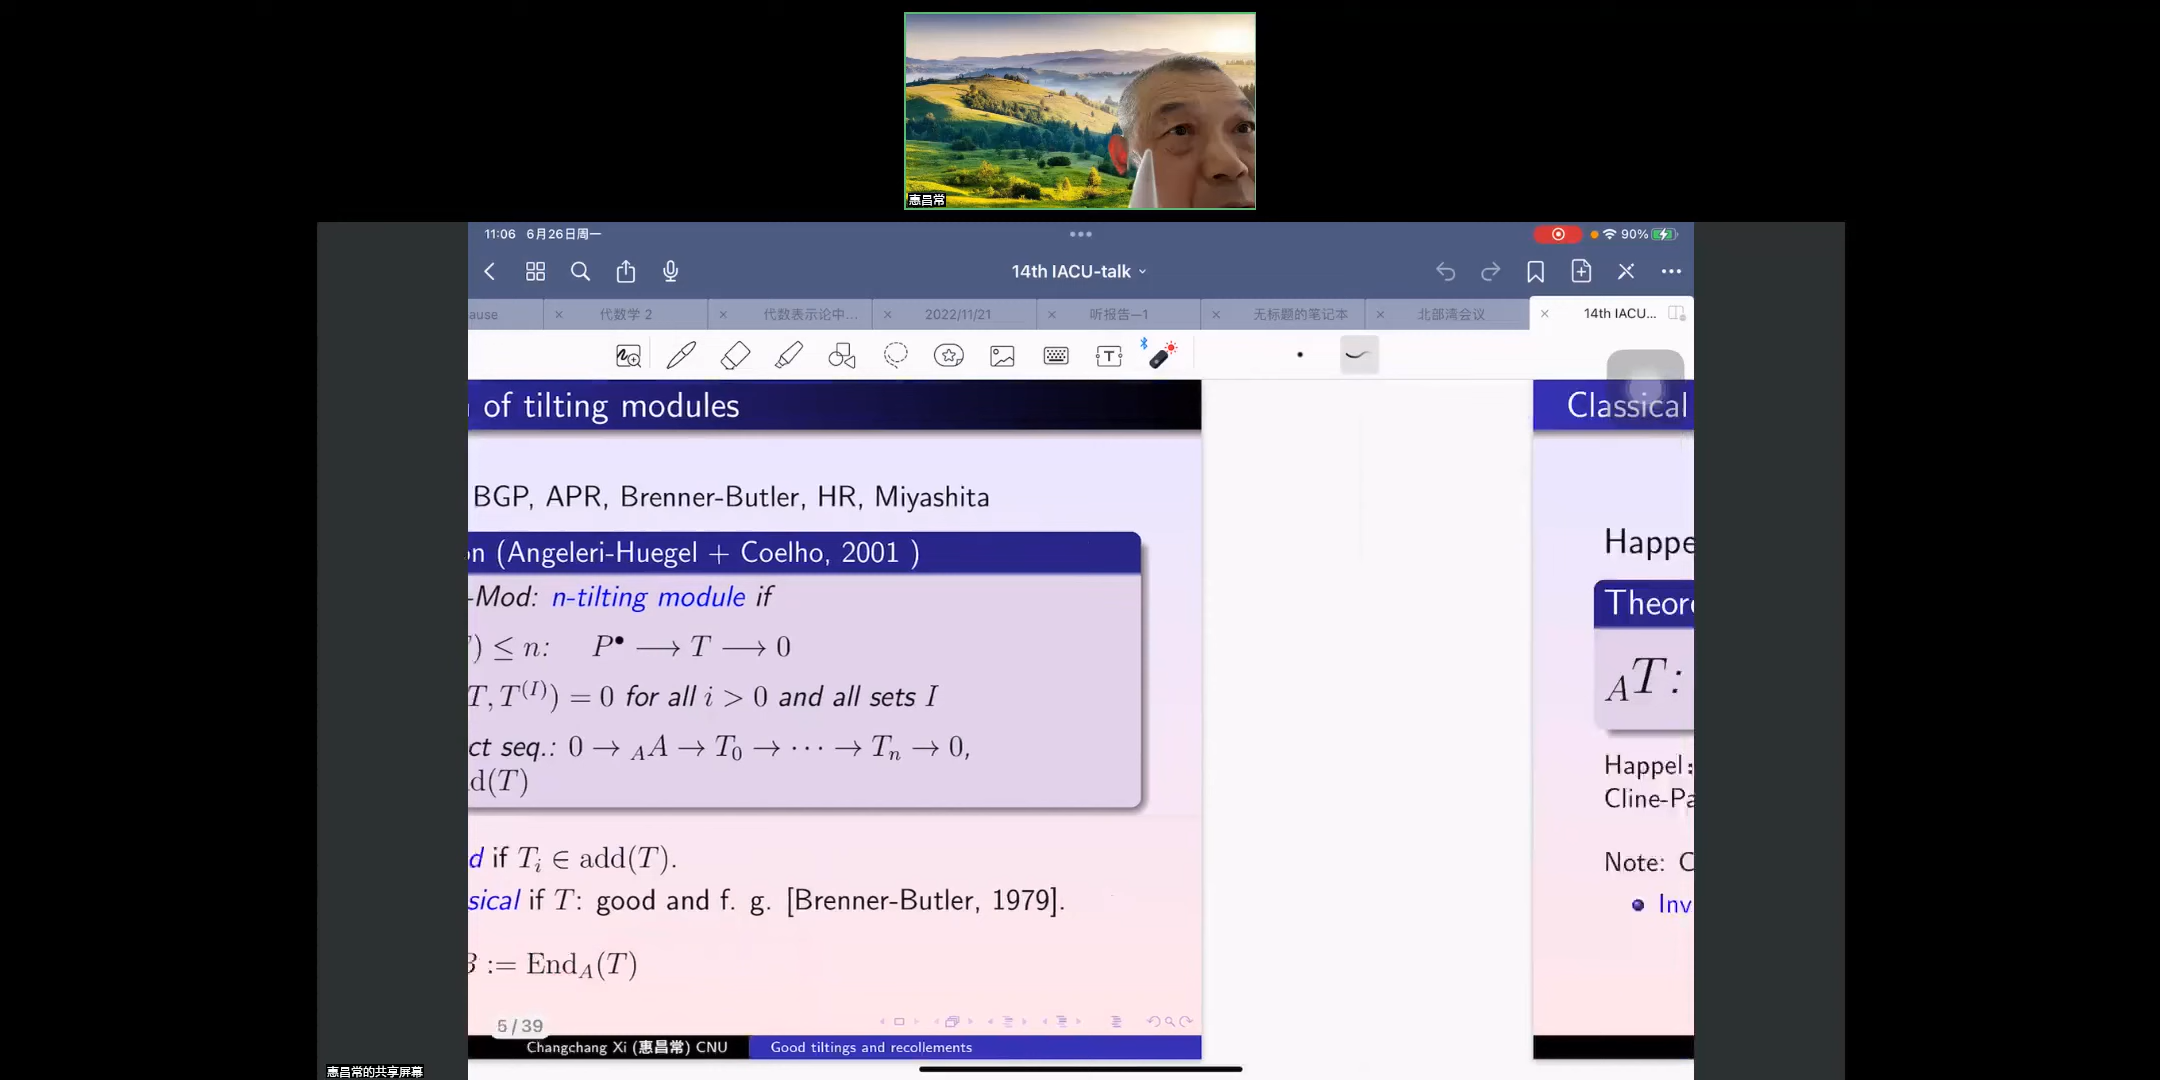 惠昌常
11:06 6月26日周一
90%
14th IACU-talk
ause
代数学 2
代数表示论中...
2022/11/21
听报告—1
无标题的笔记本
北部湾会议
14th IACU...
of tilting modules
BGP, APR, Brenner-Butler, HR, Miyashita
on (Angeleri-Huegel + Coelho, 2001 )
-Mod: n-tilting module if
) ≤ n: P• ⟶ T ⟶ 0
T, T^(I)) = 0 for all i > 0 and all sets I
ct seq.: 0 → _A A → T_0 → ⋯ → T_n → 0,
d(T)
d if T_i ∈ add(T).
sical if T: good and f. g. [Brenner-Butler, 1979].
:= End_A(T)
5 / 39
Changchang Xi (惠昌常) CNU
Good tiltings and recollements
Classical
Happe
Theore
_A T:
Happel:
Cline-Pa
Note: C
Inv
惠昌常的共享屏幕